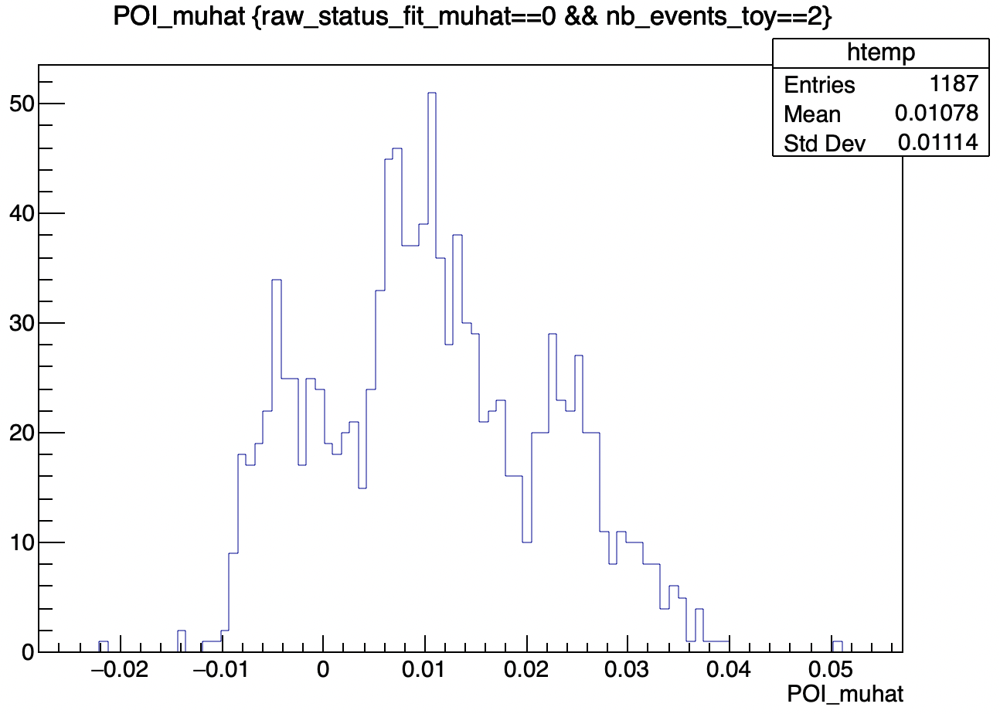 POI_muhat {raw_status_fit_muhat==0 && nb_events_toy==2}
htemp
Entries 1187
Mean 0.01078
Std Dev 0.01114
50
40
30
20
10
0
−0.02 −0.01 0 0.01 0.02 0.03 0.04 0.05
POI_muhat